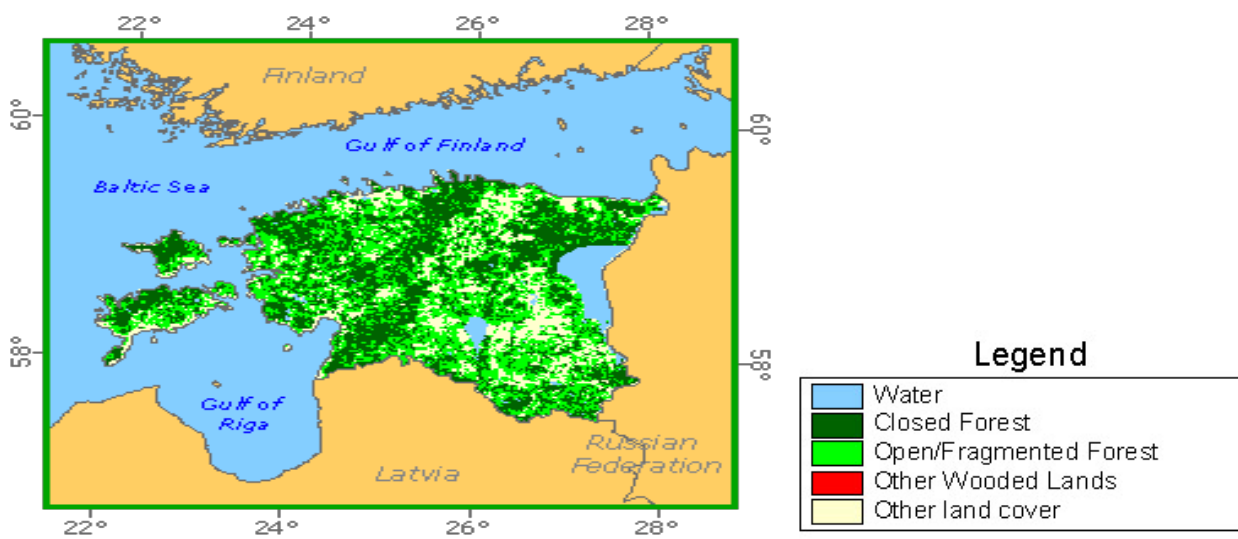 22° 24° 26° 28°
Finland
60°
60°
Gulf of Finland
Baltic Sea
58°
58°
Gulf of
Riga
Russian
Federation
Latvia
22° 24° 26° 28°
Legend
Water
Closed Forest
Open/Fragmented Forest
Other Wooded Lands
Other land cover